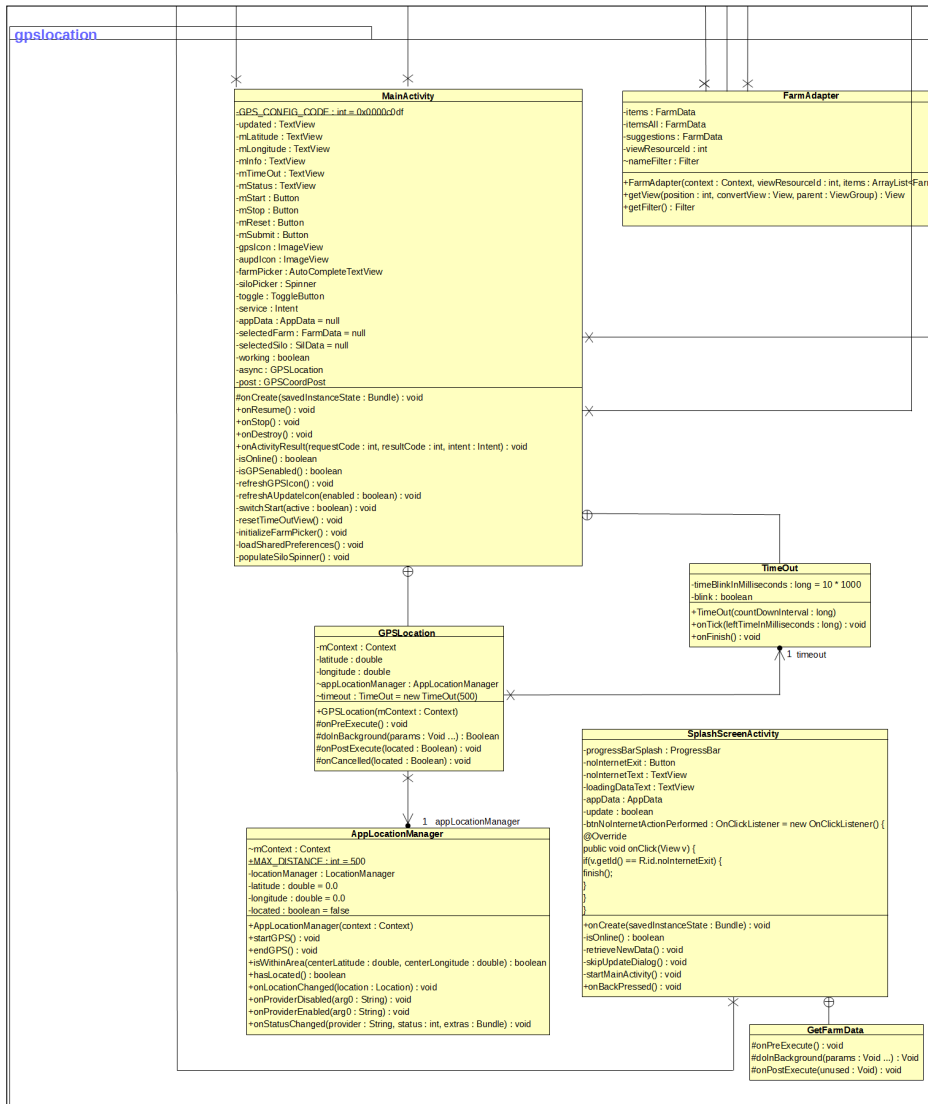 gpslocation
MainActivity
-GPS_CONFIG_CODE : int = 0x0000c0df
-updated : TextView
-mLatitude : TextView
-mLongitude : TextView
-mInfo : TextView
-mTimeOut : TextView
-mStatus : TextView
-mStart : Button
-mStop : Button
-mReset : Button
-mSubmit : Button
-gpsIcon : ImageView
-aupdIcon : ImageView
-farmPicker : AutoCompleteTextView
-siloPicker : Spinner
-toggle : ToggleButton
-service : Intent
-appData : AppData = null
-selectedFarm : FarmData = null
-selectedSilo : SilData = null
-working : boolean
-async : GPSLocation
-post : GPSCoordPost
#onCreate(savedInstanceState : Bundle) : void
+onResume() : void
+onStop() : void
+onDestroy() : void
+onActivityResult(requestCode : int, resultCode : int, intent : Intent) : void
-isOnline() : boolean
-isGPSenabled() : boolean
-refreshGPSIcon() : void
-refreshAUpdateIcon(enabled : boolean) : void
-switchStart(active : boolean) : void
-resetTimeOutView() : void
-initializeFarmPicker() : void
-loadSharedPreferences() : void
-populateSiloSpinner() : void
FarmAdapter
-items : FarmData
-itemsAll : FarmData
-suggestions : FarmData
-viewResourceId : int
~nameFilter : Filter
+FarmAdapter(context : Context, viewResourceId : int, items : ArrayList<Far
+getView(position : int, convertView : View, parent : ViewGroup) : View
+getFilter() : Filter
TimeOut
-timeBlinkInMilliseconds : long = 10 * 1000
-blink : boolean
+TimeOut(countDownInterval : long)
+onTick(leftTimeInMilliseconds : long) : void
+onFinish() : void
1 timeout
GPSLocation
-mContext : Context
-latitude : double
-longitude : double
~appLocationManager : AppLocationManager
~timeout : TimeOut = new TimeOut(500)
+GPSLocation(mContext : Context)
#onPreExecute() : void
#doInBackground(params : Void ...) : Boolean
#onPostExecute(located : Boolean) : void
#onCancelled(located : Boolean) : void
1 appLocationManager
AppLocationManager
~mContext : Context
+MAX_DISTANCE : int = 500
-locationManager : LocationManager
-latitude : double = 0.0
-longitude : double = 0.0
-located : boolean = false
+AppLocationManager(context : Context)
+startGPS() : void
+endGPS() : void
+isWithinArea(centerLatitude : double, centerLongitude : double) : boolean
+hasLocated() : boolean
+onLocationChanged(location : Location) : void
+onProviderDisabled(arg0 : String) : void
+onProviderEnabled(arg0 : String) : void
+onStatusChanged(provider : String, status : int, extras : Bundle) : void
SplashScreenActivity
-progressBarSplash : ProgressBar
-noInternetExit : Button
-noInternetText : TextView
-loadingDataText : TextView
-appData : AppData
-update : boolean
-btnNoInternetActionPerformed : OnClickListener = new OnClickListener() {
@Override
public void onClick(View v) {
if(v.getId() == R.id.noInternetExit) {
finish();
}
}
}
+onCreate(savedInstanceState : Bundle) : void
-isOnline() : boolean
-retrieveNewData() : void
-skipUpdateDialog() : void
-startMainActivity() : void
+onBackPressed() : void
GetFarmData
#onPreExecute() : void
#doInBackground(params : Void ...) : Void
#onPostExecute(unused : Void) : void